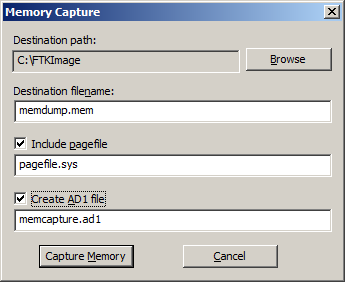 Memory Capture
Destination path:
C:\FTKImage
Browse
Destination filename:
memdump.mem
Include pagefile
pagefile.sys
Create AD1 file
memcapture.ad1
Capture Memory
Cancel